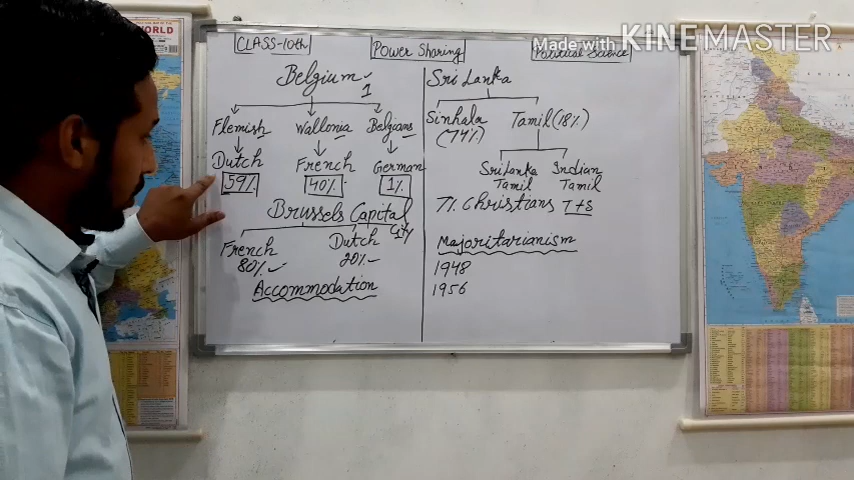 WORLD
CLASS-10th
Power Sharing
Political Science
Made with KINEMASTER
Belgium
1
Flemish Wallonia Belgians
Dutch French German
59% 40% 1%
Brussels Capital City
French Dutch
80% 20%
Accommodation
Sri Lanka
Sinhala Tamil (18%)
(74%)
Sri Lanka Indian
Tamil Tamil
7% Christians T+S
Majoritarianism
1948
1956